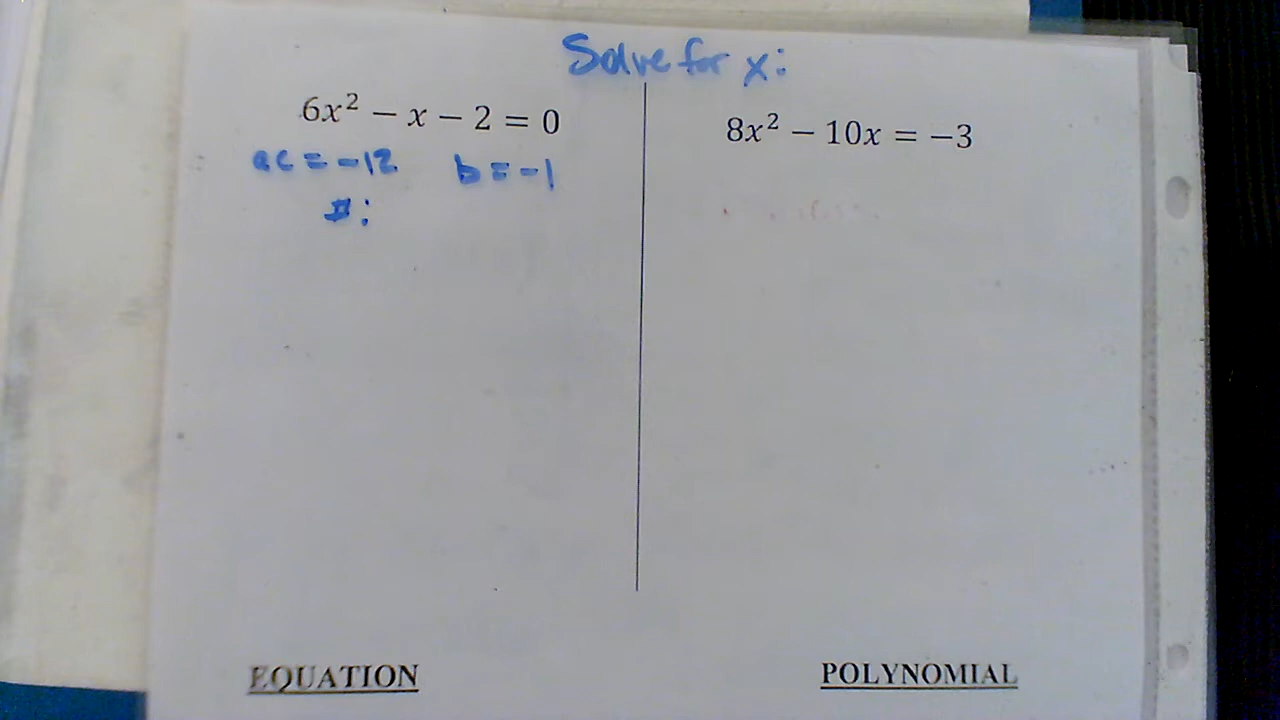 Solve for x:
6x² − x − 2 = 0
ac = -12 b = -1
#:
8x² − 10x = −3
EQUATION
POLYNOMIAL